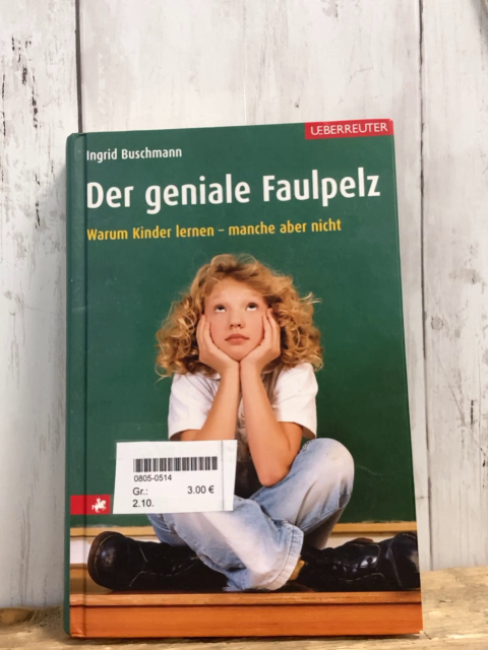 UEBERREUTER
Ingrid Buschmann
Der geniale Faulpelz
Warum Kinder lernen – manche aber nicht
0805-0514
Gr.: 3.00 €
2.10.